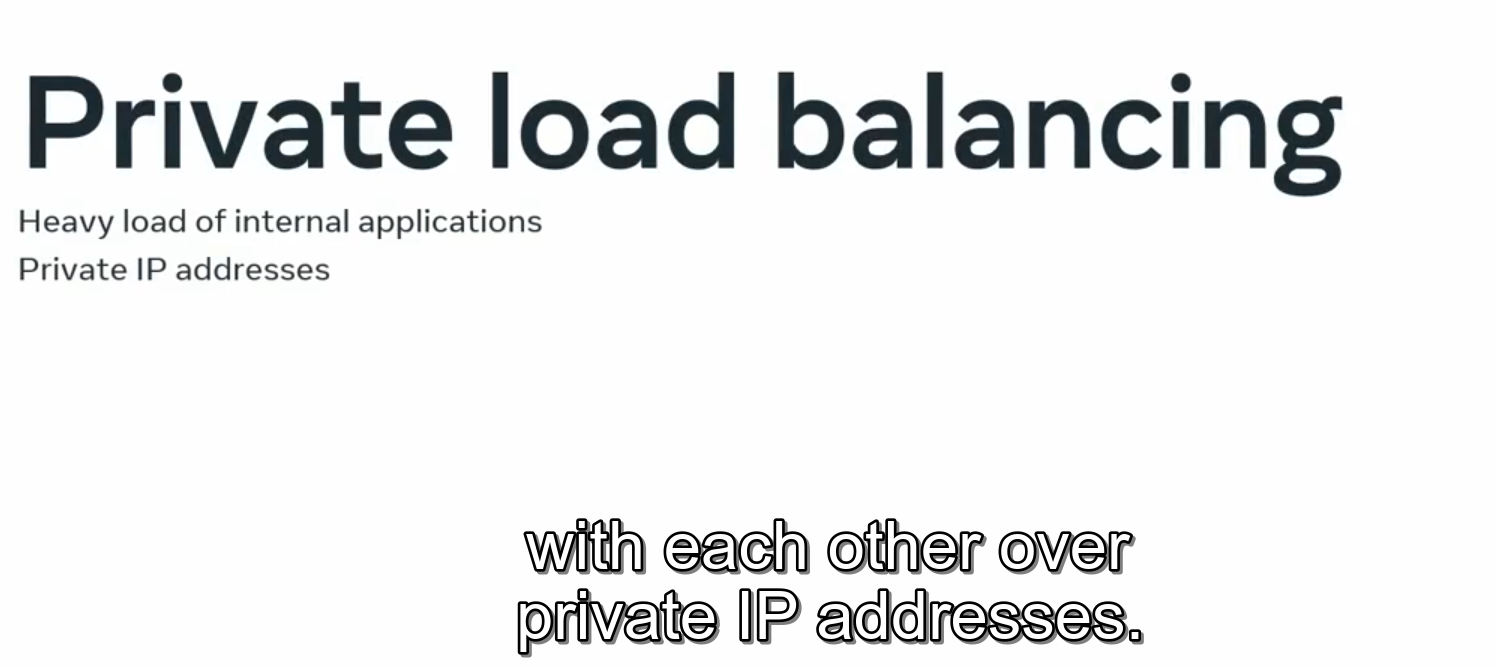 Private load balancing
Heavy load of internal applications
Private IP addresses
with each other over
private IP addresses.